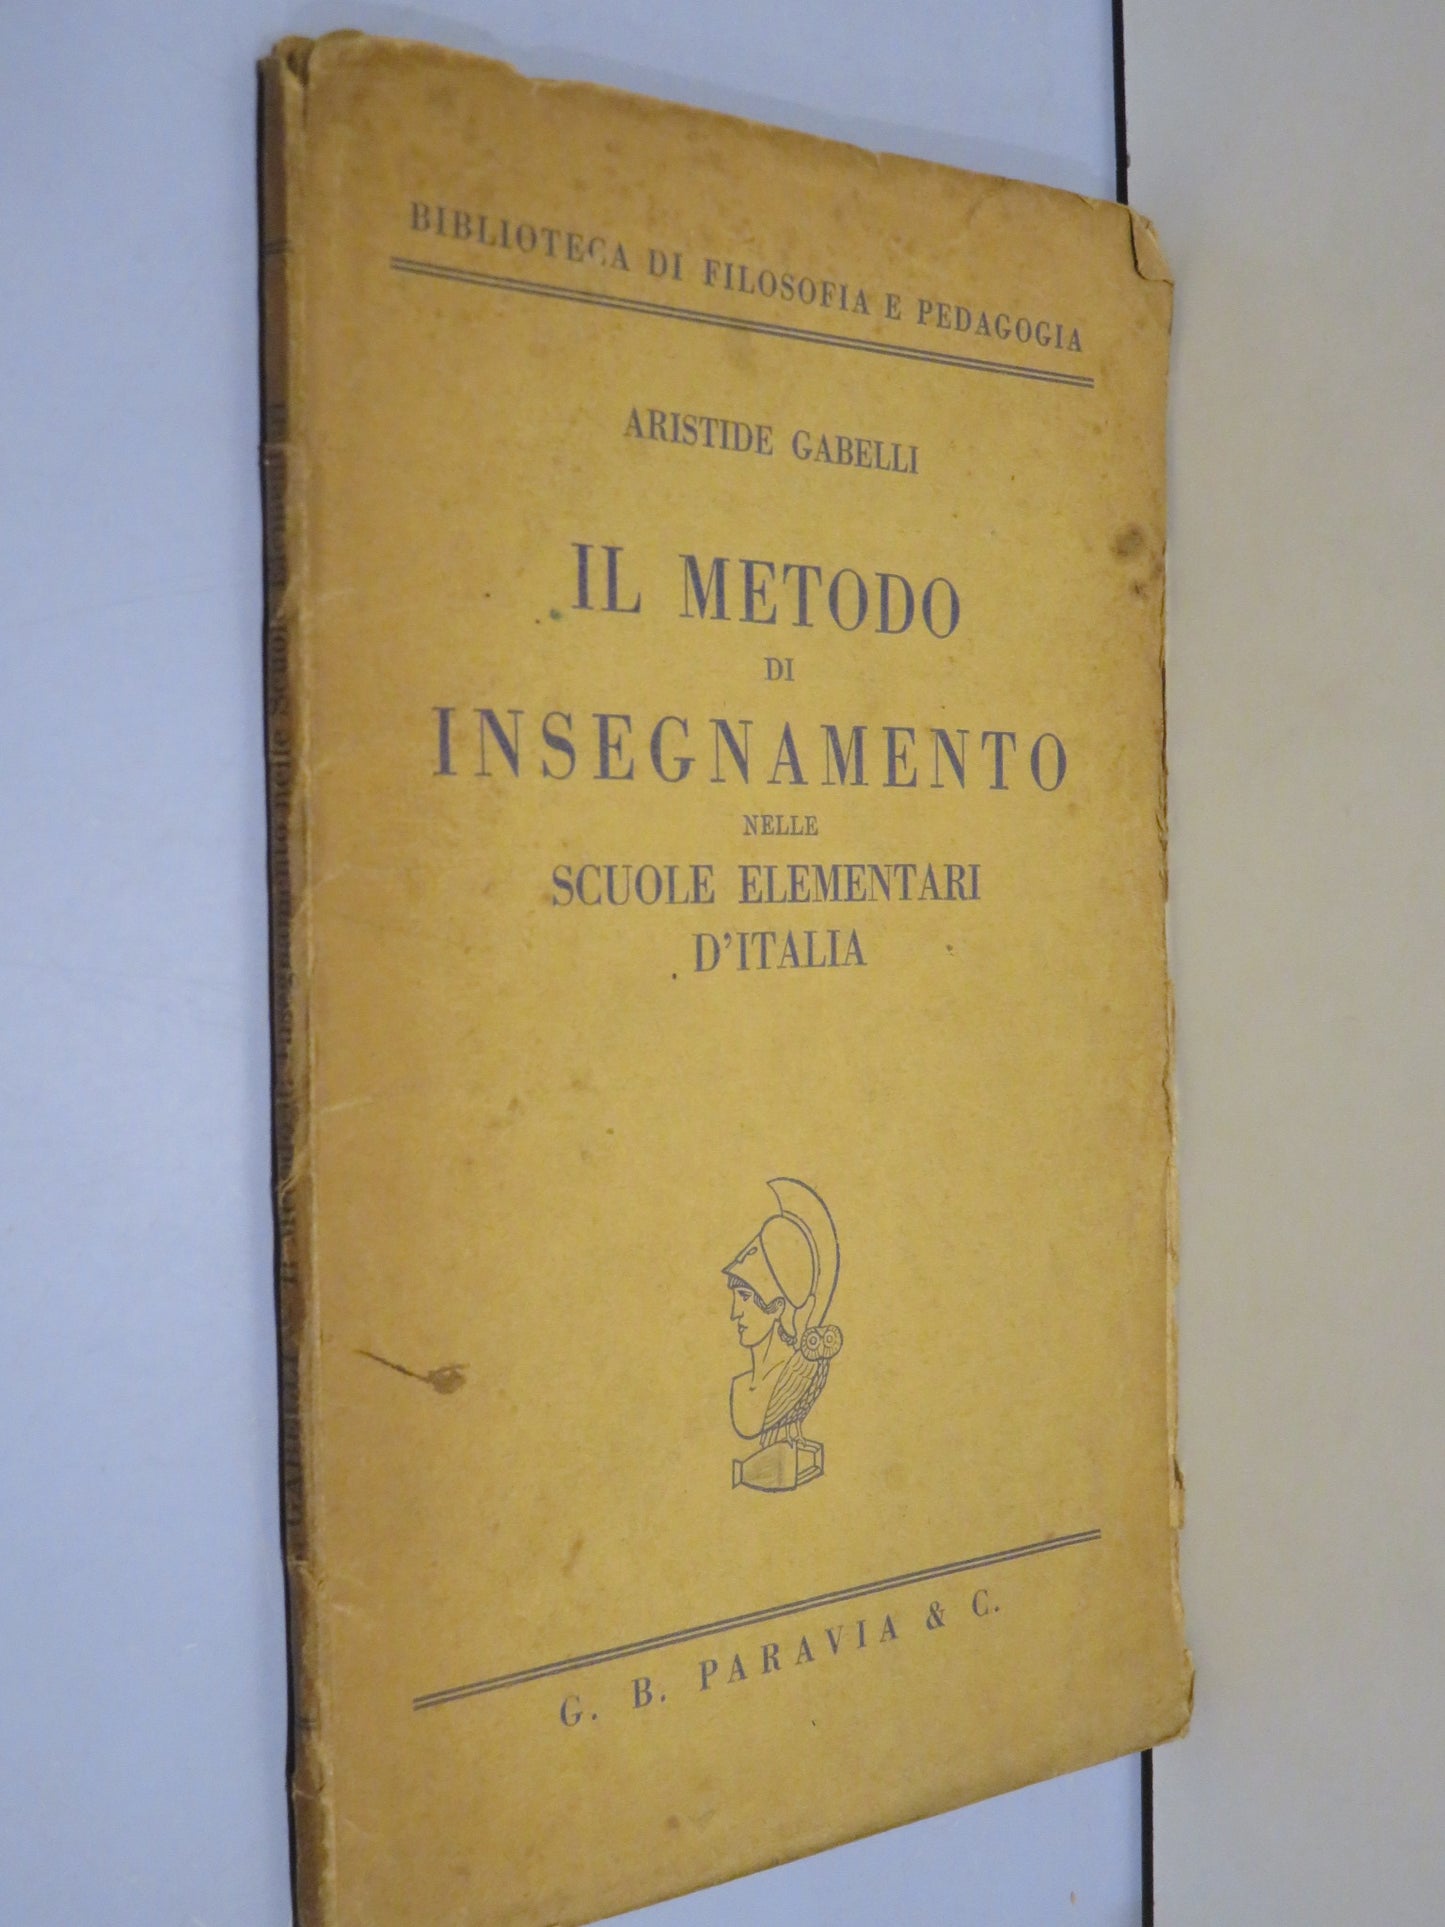 BIBLIOTECA DI FILOSOFIA E PEDAGOGIA
ARISTIDE GABELLI
IL METODO
DI
INSEGNAMENTO
NELLE
SCUOLE ELEMENTARI
D'ITALIA
G. B. PARAVIA & C.